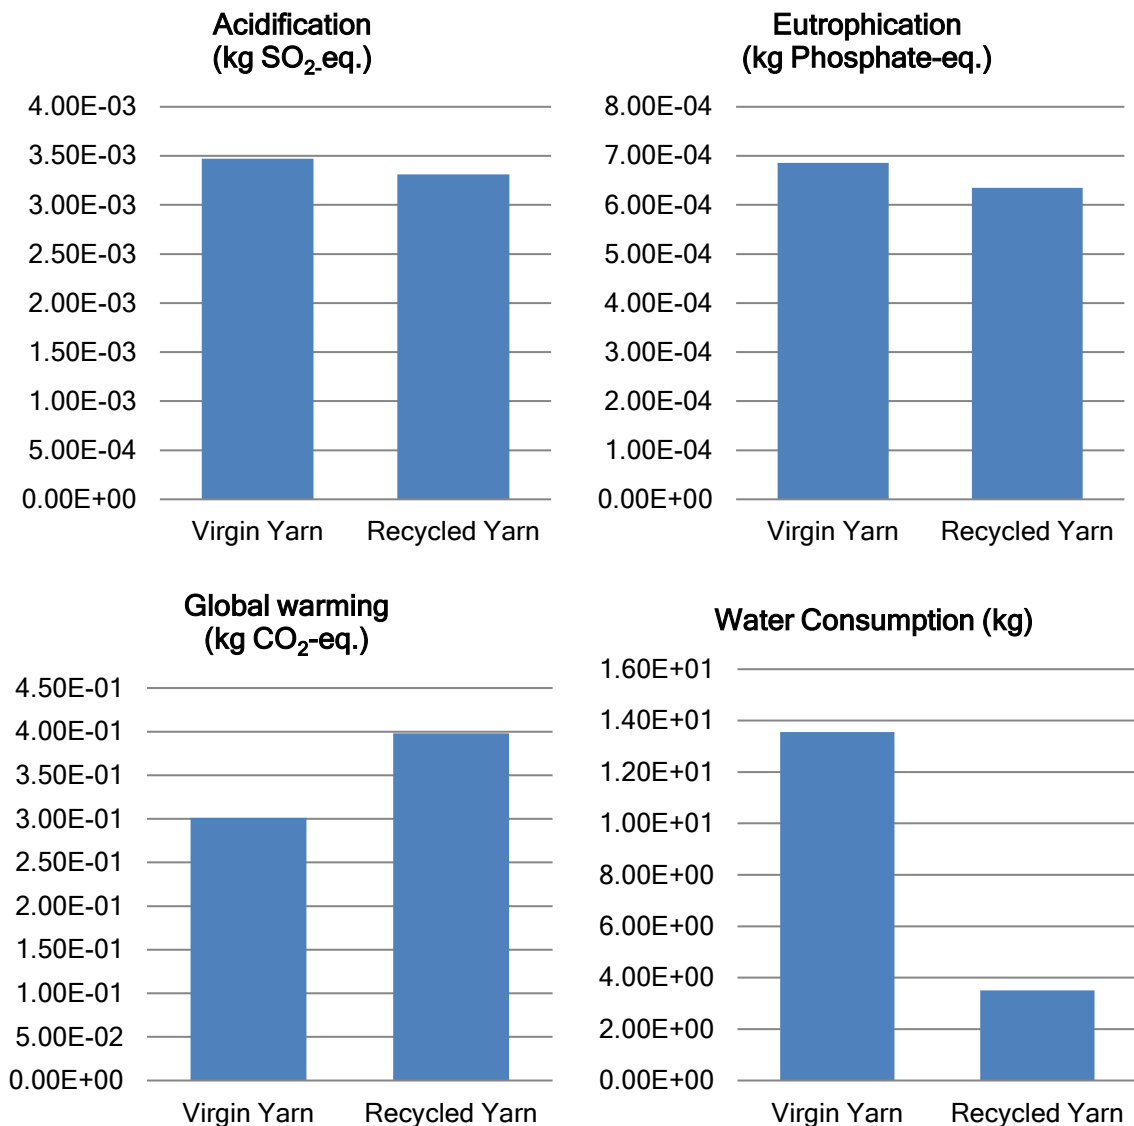 Acidification
(kg SO₂-eq.)
4.00E-03
3.50E-03
3.00E-03
2.50E-03
2.00E-03
1.50E-03
1.00E-03
5.00E-04
0.00E+00
Virgin Yarn Recycled Yarn
Eutrophication
(kg Phosphate-eq.)
8.00E-04
7.00E-04
6.00E-04
5.00E-04
4.00E-04
3.00E-04
2.00E-04
1.00E-04
0.00E+00
Virgin Yarn Recycled Yarn
Global warming
(kg CO₂-eq.)
4.50E-01
4.00E-01
3.50E-01
3.00E-01
2.50E-01
2.00E-01
1.50E-01
1.00E-01
5.00E-02
0.00E+00
Virgin Yarn Recycled Yarn
Water Consumption (kg)
1.60E+01
1.40E+01
1.20E+01
1.00E+01
8.00E+00
6.00E+00
4.00E+00
2.00E+00
0.00E+00
Virgin Yarn Recycled Yarn